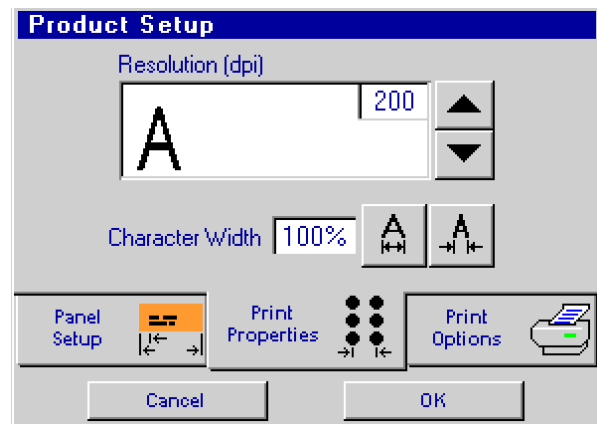 Product Setup
Resolution (dpi)
A
200
Character Width 100% A A
Panel Setup
Print Properties
Print Options
Cancel
OK